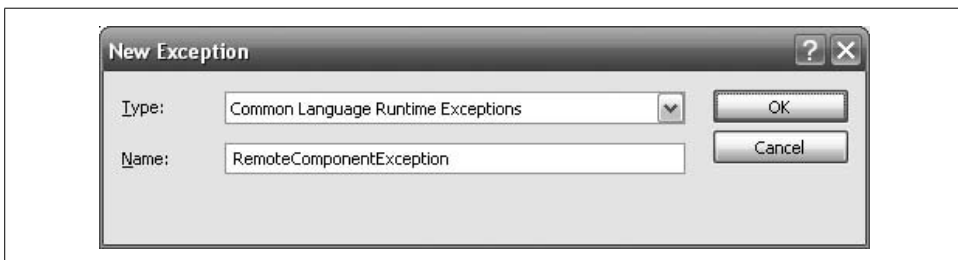 New Exception
Type: Common Language Runtime Exceptions OK
Name: RemoteComponentException Cancel